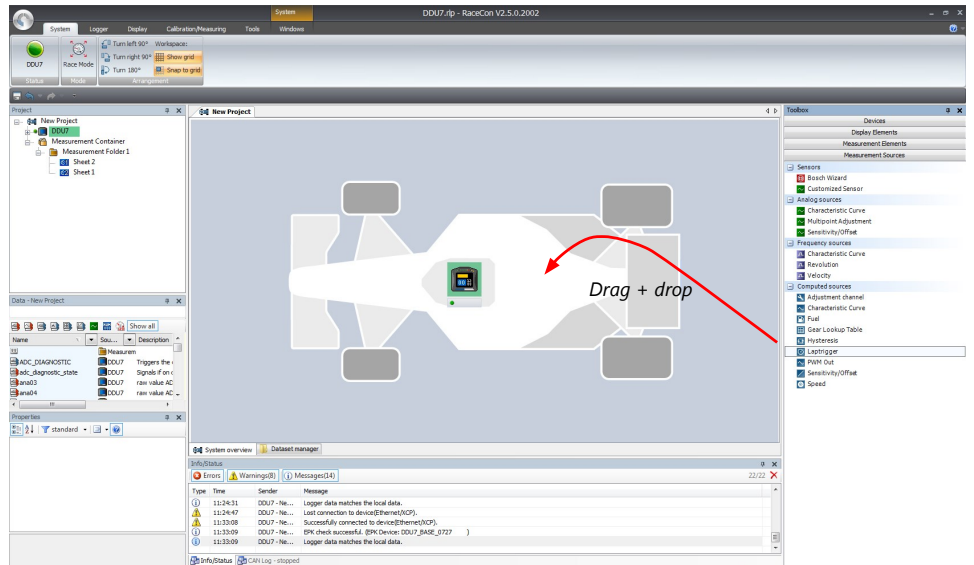 System
DDU7.rlp - RaceCon V2.5.0.2002
System Logger Display Calibration/Measuring Tools Windows
DDU7
Status
Race Mode
Mode
Turn left 90° Workspace:
Turn right 90° Show grid
Turn 180° Snap to grid
Arrangement
Project
New Project
DDU7
Measurement Container
Measurement Folder 1
Sheet 2
Sheet 1
Data - New Project
Show all
Name Sou... Description
Measurem
ADC_DIAGNOSTIC DDU7 Triggers the
adc_diagnostic_state DDU7 Signals if on
ana03 DDU7 raw value AD
ana04 DDU7 raw value AD
Properties
standard
New Project
Drag + drop
System overview Dataset manager
Info/Status
Errors Warnings(8) Messages(14) 22/22
Type Time Sender Message
11:24:31 DDU7 - Ne... Logger data matches the local data.
11:24:47 DDU7 - Ne... Lost connection to device(Ethernet/XCP).
11:33:08 DDU7 - Ne... Successfully connected to device(Ethernet/XCP).
11:33:09 DDU7 - Ne... EPK check successful. (EPK Device: DDU7_BASE_0727 )
11:33:09 DDU7 - Ne... Logger data matches the local data.
Info/Status CAN Log - stopped
Toolbox
Devices
Display Elements
Measurement Elements
Measurement Sources
Sensors
Bosch Wizard
Customized Sensor
Analog sources
Characteristic Curve
Multipoint Adjustment
Sensitivity/Offset
Frequency sources
Characteristic Curve
Revolution
Velocity
Computed sources
Adjustment channel
Characteristic Curve
Fuel
Gear Lookup Table
Hysteresis
Laptrigger
PWM Out
Sensitivity/Offset
Speed